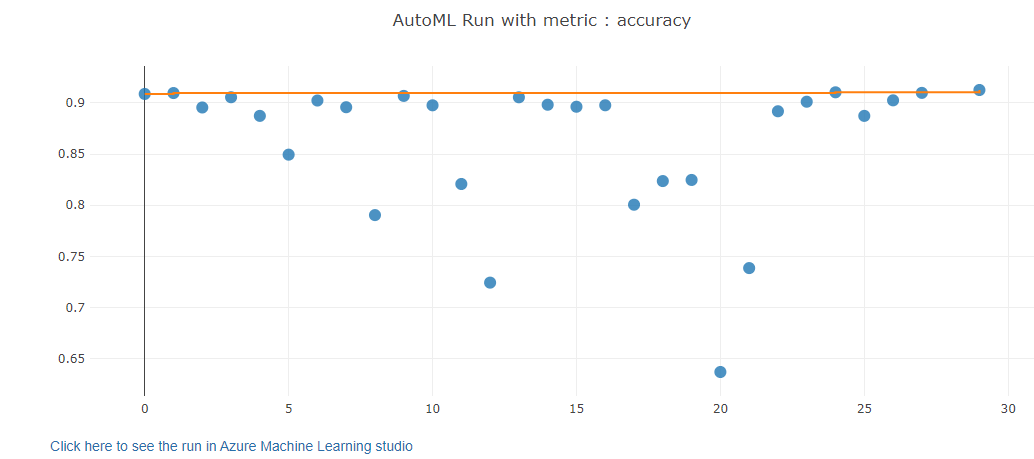 AutoML Run with metric : accuracy
0.9
0.85
0.8
0.75
0.7
0.65
0 5 10 15 20 25 30
Click here to see the run in Azure Machine Learning studio